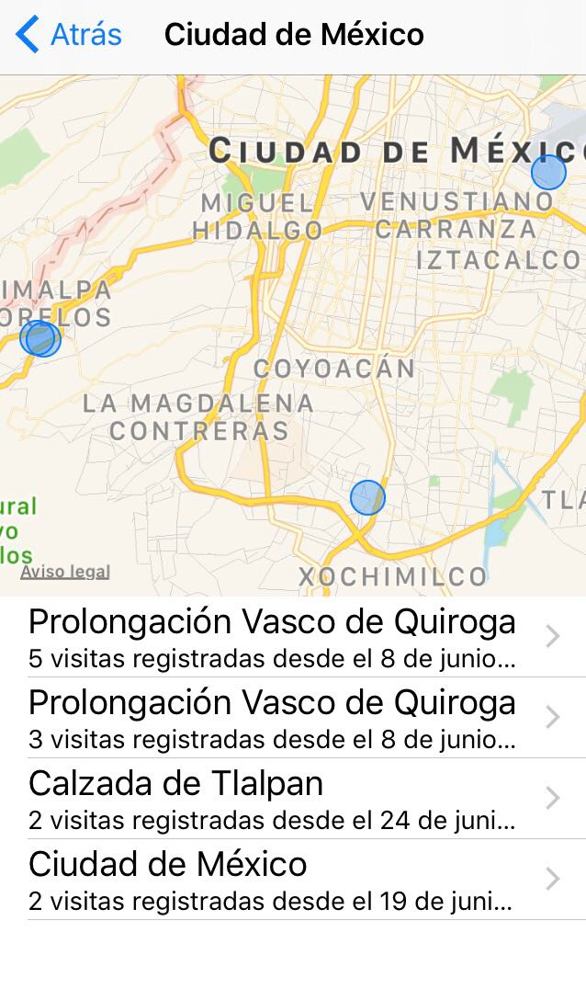 Atrás
Ciudad de México
CIUDAD DE MÉXIC
MIGUEL
HIDALGO
VENUSTIANO
CARRANZA
IZTACALCO
IMALPA
ORELOS
COYOACÁN
LA MAGDALENA
CONTRERAS
ural
vo
los
TLA
Aviso legal
XOCHIMILCO
Prolongación Vasco de Quiroga
5 visitas registradas desde el 8 de junio...
Prolongación Vasco de Quiroga
3 visitas registradas desde el 8 de junio...
Calzada de Tlalpan
2 visitas registradas desde el 24 de juni...
Ciudad de México
2 visitas registradas desde el 19 de juni...